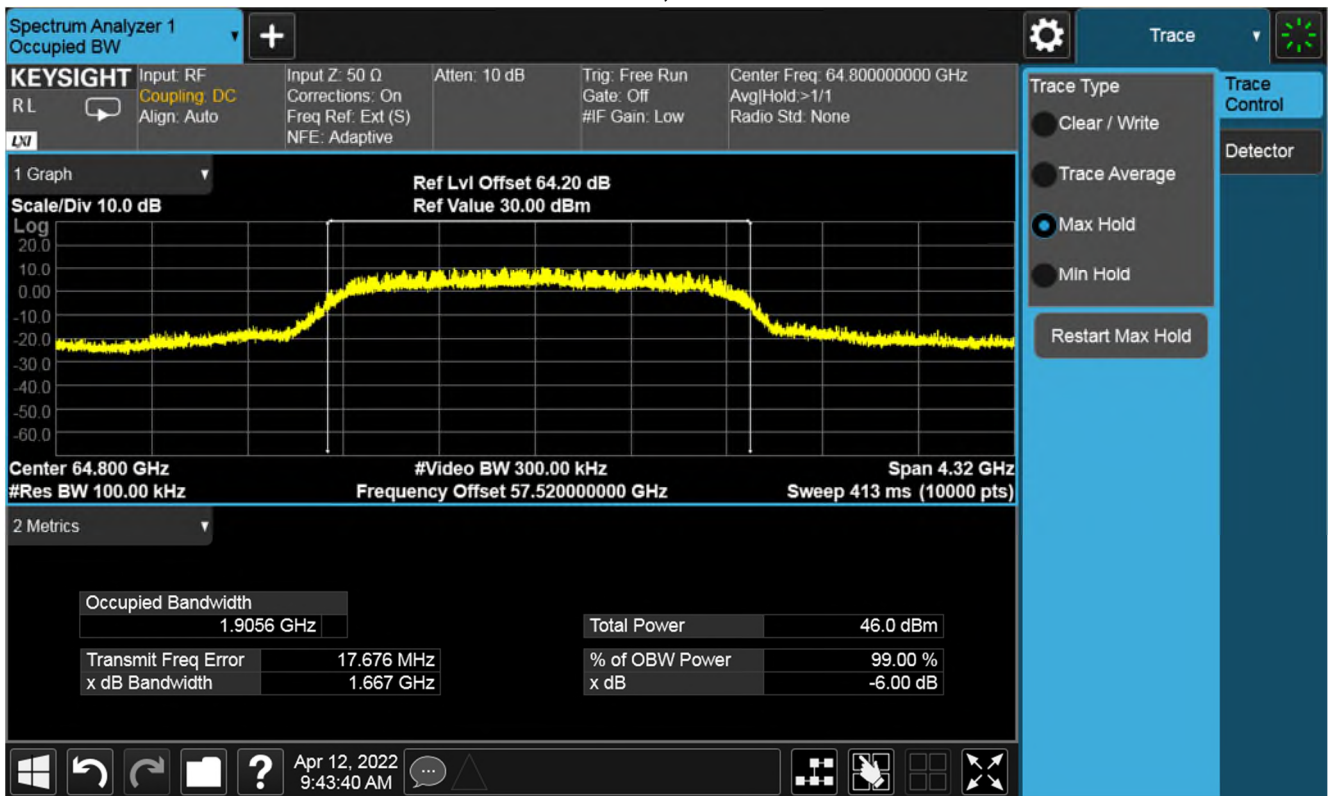 Spectrum Analyzer 1
Occupied BW
+
Trace
KEYSIGHT
R L
LXI
Input: RF
Coupling: DC
Align: Auto
Input Z: 50 Ω
Corrections: On
Freq Ref: Ext (S)
NFE: Adaptive
Atten: 10 dB
Trig: Free Run
Gate: Off
#IF Gain: Low
Center Freq: 64.800000000 GHz
Avg|Hold:>1/1
Radio Std: None
Trace Type
Clear / Write
Trace Average
Max Hold
Min Hold
Restart Max Hold
Trace
Control
Detector
1 Graph
Scale/Div 10.0 dB
Ref Lvl Offset 64.20 dB
Ref Value 30.00 dBm
Log
20.0
10.0
0.00
-10.0
-20.0
-30.0
-40.0
-50.0
-60.0
Center 64.800 GHz
#Video BW 300.00 kHz
Span 4.32 GHz
#Res BW 100.00 kHz
Frequency Offset 57.520000000 GHz
Sweep 413 ms (10000 pts)
2 Metrics
Occupied Bandwidth
1.9056 GHz
Total Power 46.0 dBm
Transmit Freq Error 17.676 MHz
% of OBW Power 99.00 %
x dB Bandwidth 1.667 GHz
x dB -6.00 dB
?
Apr 12, 2022
9:43:40 AM